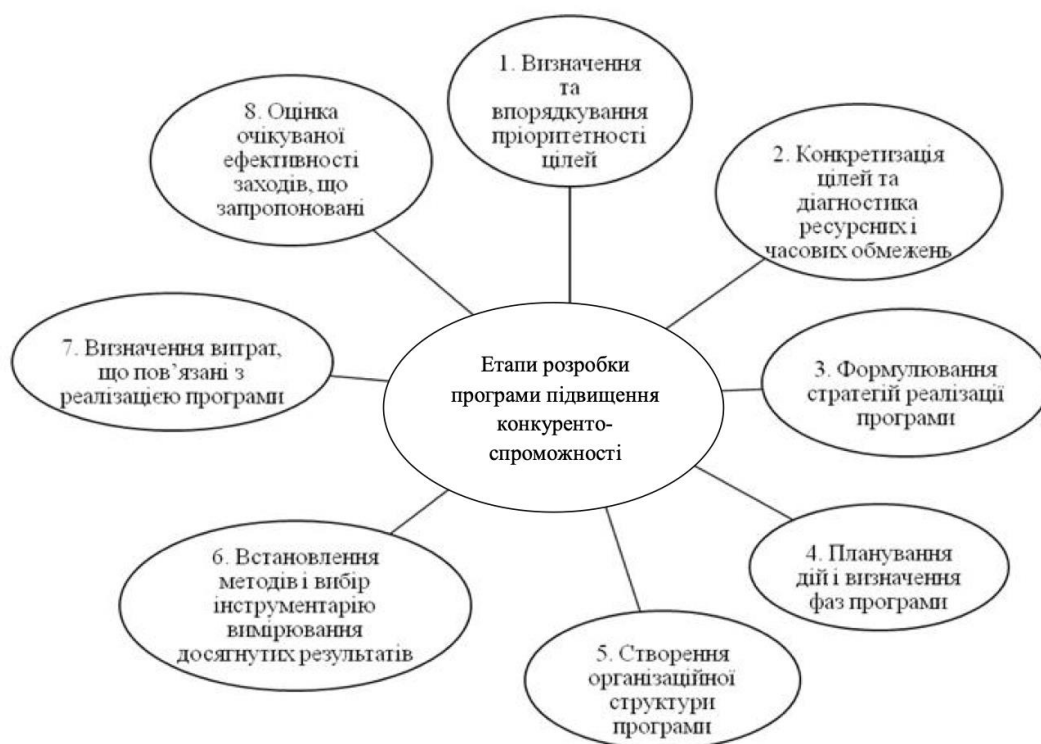 1. Визначення
та
впорядкування
пріоритетності
цілей
2. Конкретизація
цілей та
діагностика
ресурсних і
часових обмежень
3. Формулювання
стратегій реалізації
програми
4. Планування
дій і визначення
фаз програми
5. Створення
організаційної
структури
програми
6. Встановлення
методів і вибір
інструментарію
вимірювання
досягнутих результатів
7. Визначення витрат,
що пов’язані з
реалізацією програми
8. Оцінка
очікуваної
ефективності
заходів, що
запропоновані
Етапи розробки
програми підвищення
конкуренто-
спроможності